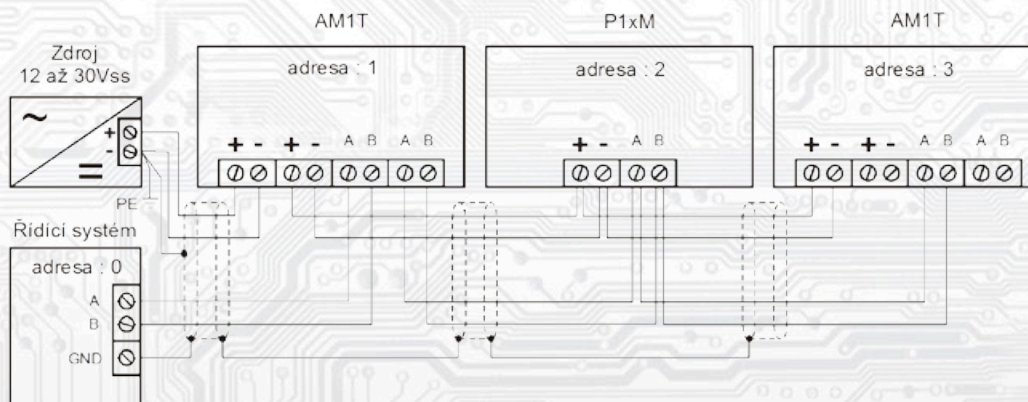 AM1T P1xM AM1T
Zdroj
12 až 30Vss
adresa : 1 adresa : 2 adresa : 3
~
+
-
=
+ - + - A B A B
+ - A B
+ - + - A B A B
PE
Řídicí systém
adresa : 0
A
B
GND